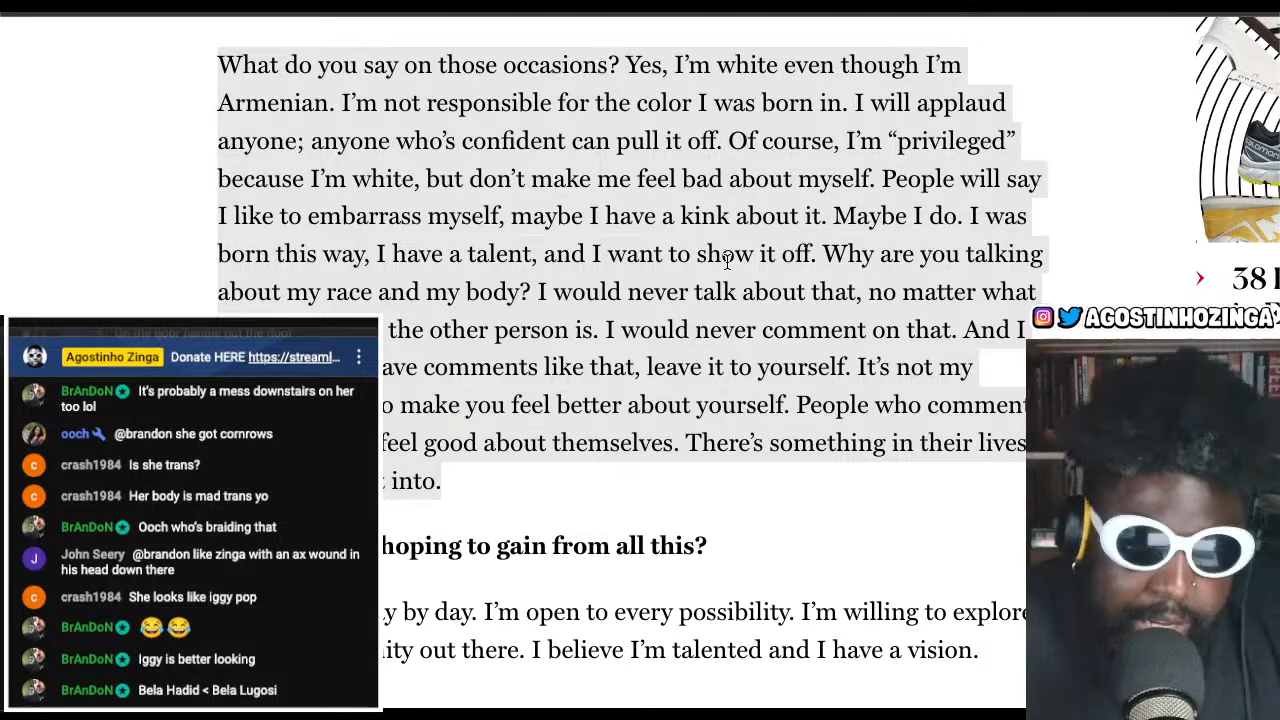 What do you say on those occasions? Yes, I’m white even though I’m
Armenian. I’m not responsible for the color I was born in. I will applaud
anyone; anyone who’s confident can pull it off. Of course, I’m “privileged”
because I’m white, but don’t make me feel bad about myself. People will say
I like to embarrass myself, maybe I have a kink about it. Maybe I do. I was
born this way, I have a talent, and I want to show it off. Why are you talking
about my race and my body? I would never talk about that, no matter what
the other person is. I would never comment on that. And I
ave comments like that, leave it to yourself. It’s not my
o make you feel better about yourself. People who comment
feel good about themselves. There’s something in their lives
into.
hoping to gain from all this?
y by day. I’m open to every possibility. I’m willing to explore
ity out there. I believe I’m talented and I have a vision.
38
AGOSTINHOZINGA
On the door handle not the floor
Agostinho Zinga Donate HERE https://streaml...
BrAnDoN It's probably a mess downstairs on her
too lol
ooch @brandon she got cornrows
crash1984 Is she trans?
crash1984 Her body is mad trans yo
BrAnDoN Ooch who's braiding that
John Seery @brandon like zinga with an ax wound in
his head down there
crash1984 She looks like iggy pop
BrAnDoN 😂😂
BrAnDoN Iggy is better looking
BrAnDoN Bela Hadid < Bela Lugosi